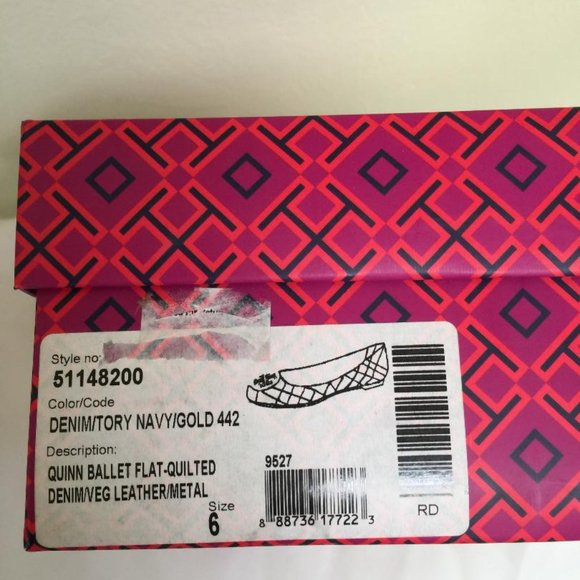 Style no
51148200
Color/Code
DENIM/TORY NAVY/GOLD 442
Description:
QUINN BALLET FLAT-QUILTED
DENIM/VEG LEATHER/METAL
Size
6
9527
8 88736 17722 3
RD